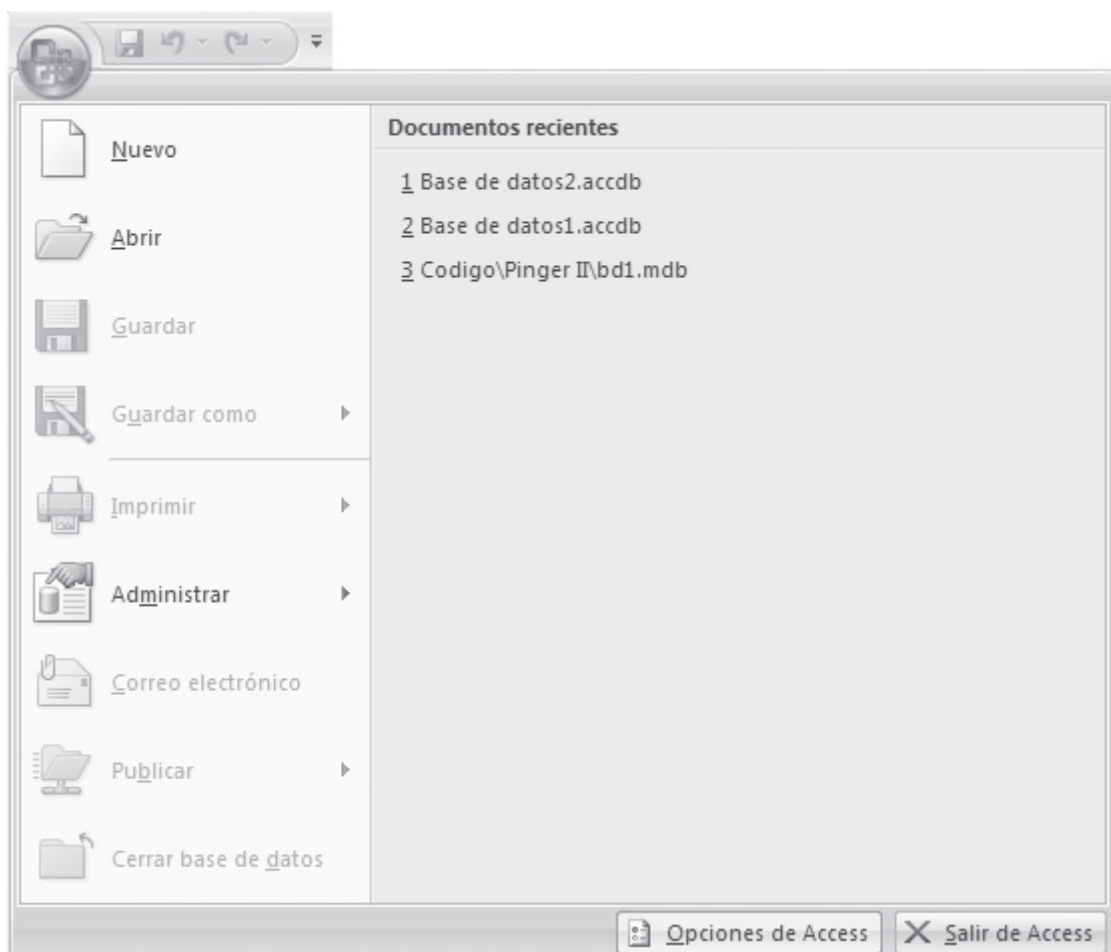 Nuevo
Abrir
Guardar
Guardar como
Imprimir
Administrar
Correo electrónico
Publicar
Cerrar base de datos
Documentos recientes
1 Base de datos2.accdb
2 Base de datos1.accdb
3 Codigo\Pinger II\bd1.mdb
Opciones de Access
Salir de Access